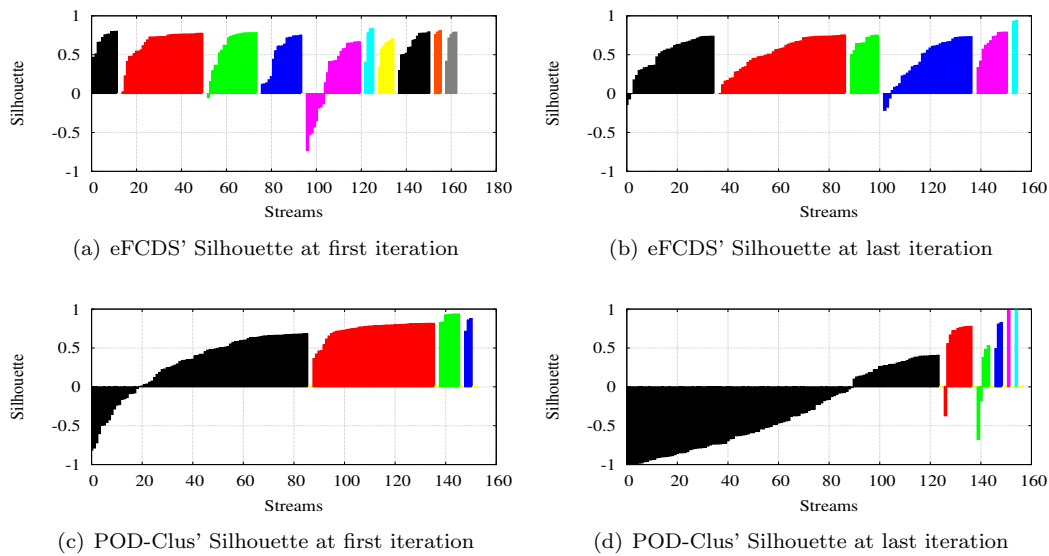 1
0.5
0
-0.5
-1
Silhouette
0 20 40 60 80 100 120 140 160 180
Streams
(a) eFCDS' Silhouette at first iteration
1
0.5
0
-0.5
-1
Silhouette
0 20 40 60 80 100 120 140 160
Streams
(b) eFCDS' Silhouette at last iteration
1
0.5
0
-0.5
-1
Silhouette
0 20 40 60 80 100 120 140 160
Streams
(c) POD-Clus' Silhouette at first iteration
1
0.5
0
-0.5
-1
Silhouette
0 20 40 60 80 100 120 140 160
Streams
(d) POD-Clus' Silhouette at last iteration